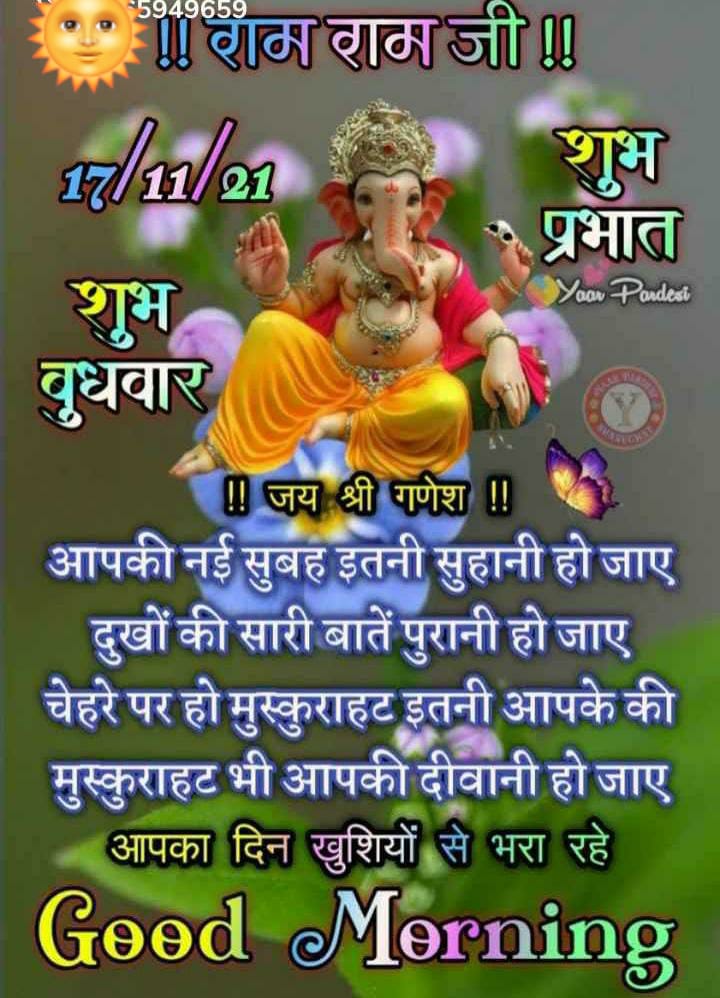 5949659
!! राम राम जी !!
17/11/21
शुभ
प्रभात
Yaar Pardesi
शुभ
बुधवार
Y
!! जय श्री गणेश !!
आपकी नई सुबह इतनी सुहानी हो जाए
दुखों की सारी बातें पुरानी हो जाए
चेहरे पर हो मुस्कुराहट इतनी आपके की
मुस्कुराहट भी आपकी दीवानी हो जाए
आपका दिन खुशियों से भरा रहे
Good Morning